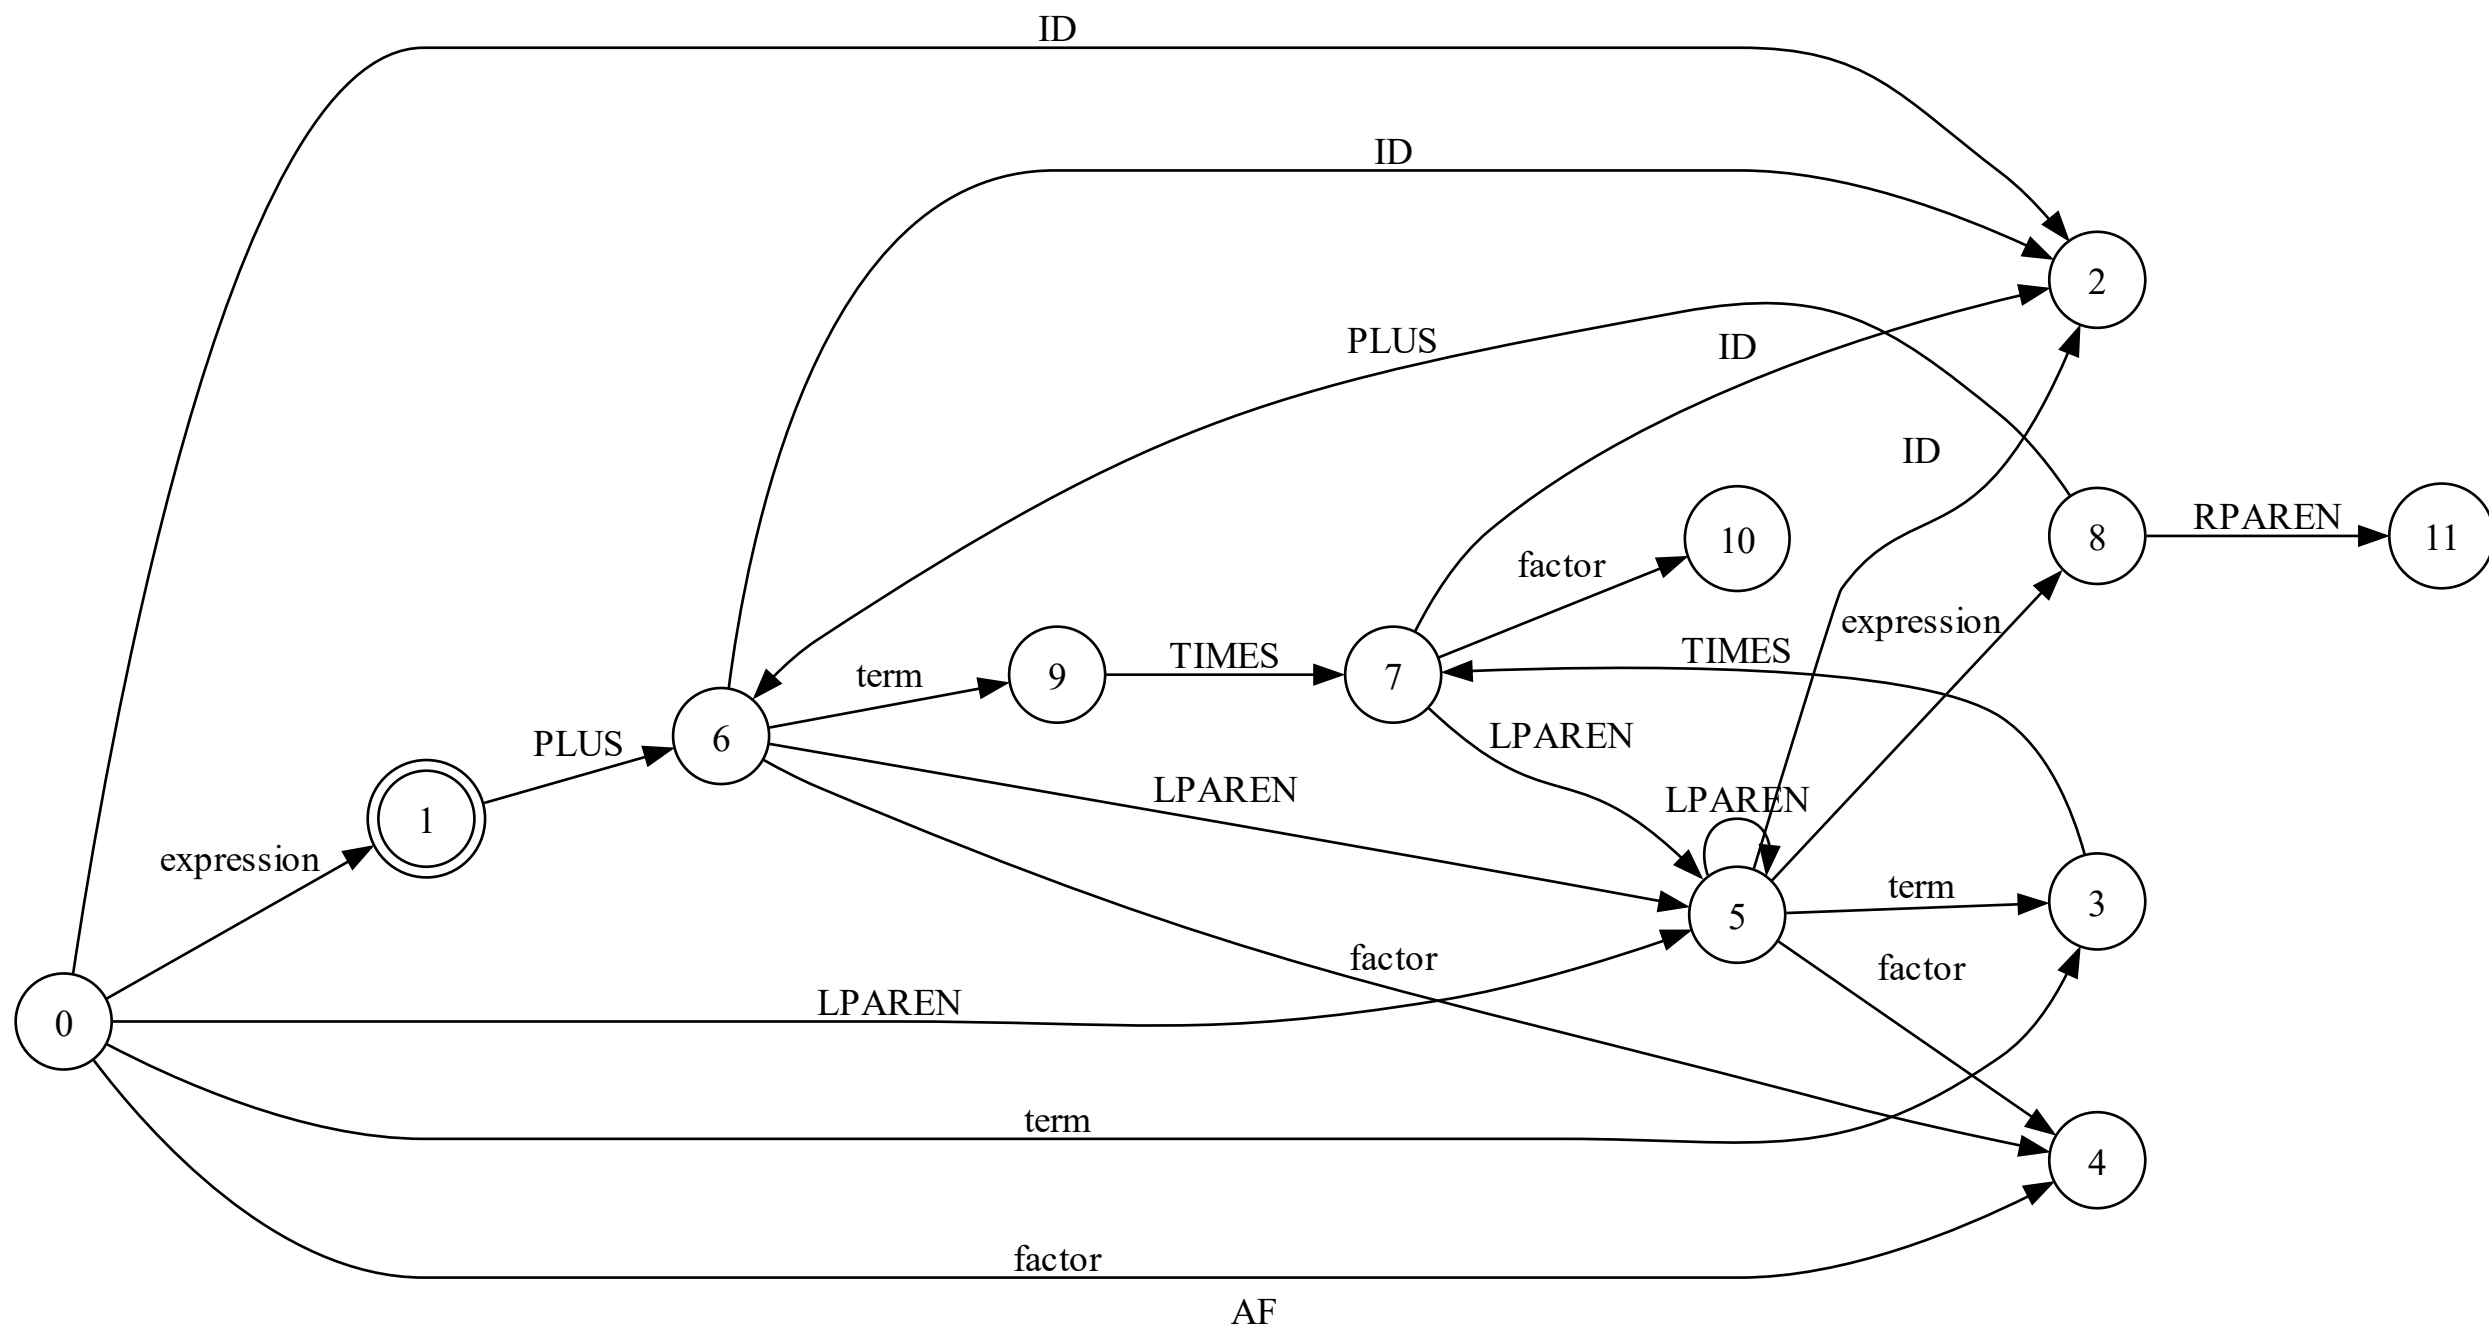 ID
ID
2
PLUS
ID
ID
10
8
RPAREN
11
factor
expression
TIMES
TIMES
term
9
7
6
PLUS
LPAREN
LPAREN
LPAREN
1
expression
5
term
3
factor
factor
LPAREN
0
term
4
factor
AF